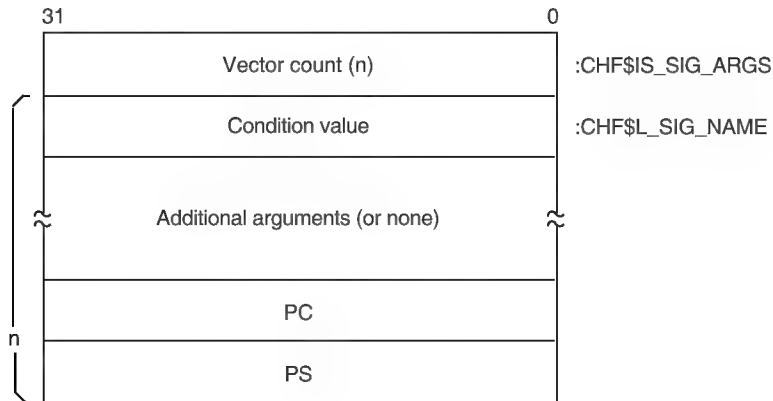 31 0
Vector count (n) :CHF$IS_SIG_ARGS
Condition value :CHF$L_SIG_NAME
Additional arguments (or none)
PC
n
PS